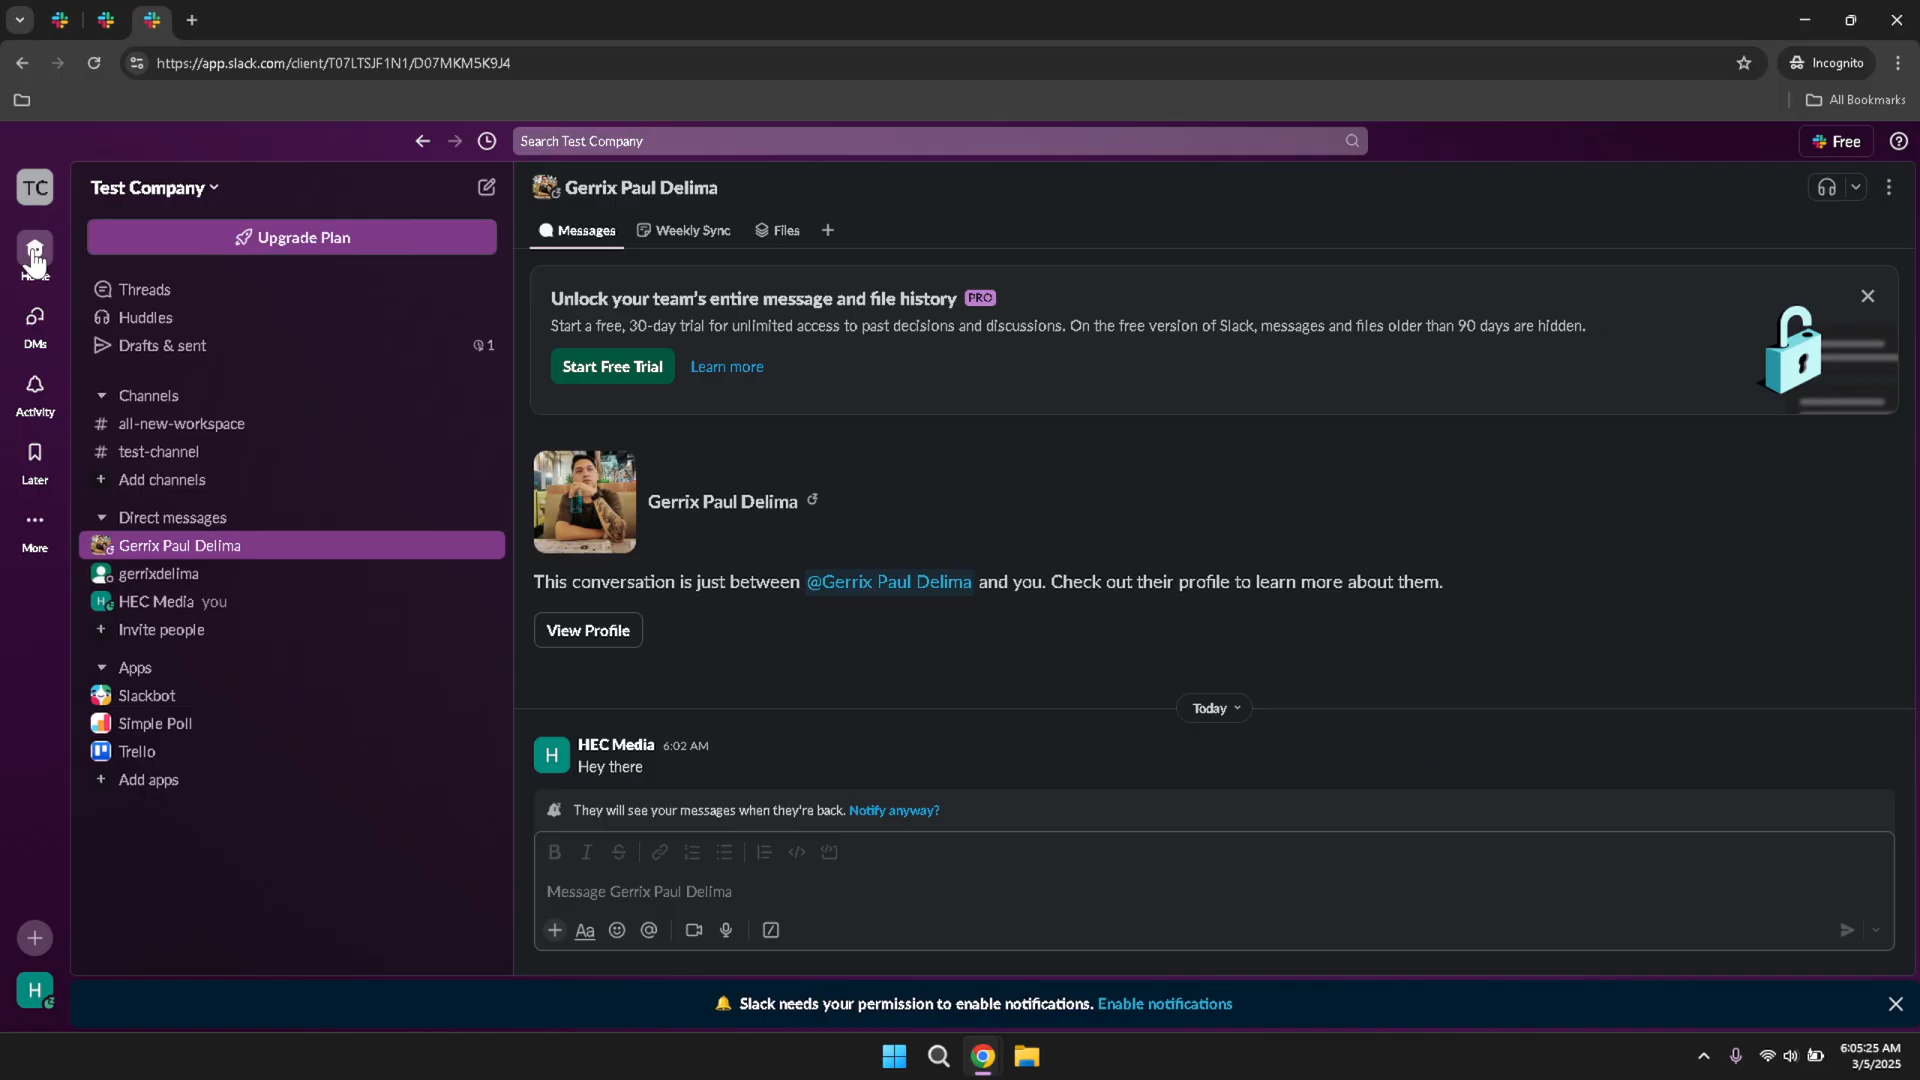 https://app.slack.com/client/T07LTSJF1N1/D07MKM5K9J4
Incognito
All Bookmarks
Search Test Company
Free
TC
Home
DMs
Activity
Later
More
H
Test Company
Upgrade Plan
Threads
Huddles
Drafts & sent
1
Channels
# all-new-workspace
# test-channel
+ Add channels
Direct messages
Gerrix Paul Delima
gerrixdelima
H HEC Media you
+ Invite people
Apps
Slackbot
Simple Poll
Trello
+ Add apps
Gerrix Paul Delima
Messages Weekly Sync Files +
Unlock your team's entire message and file history PRO
Start a free, 30-day trial for unlimited access to past decisions and discussions. On the free version of Slack, messages and files older than 90 days are hidden.
Start Free Trial Learn more
Gerrix Paul Delima
This conversation is just between @Gerrix Paul Delima and you. Check out their profile to learn more about them.
View Profile
Today
H
HEC Media 6:02 AM
Hey there
They will see your messages when they're back. Notify anyway?
B I S
Message Gerrix Paul Delima
+ Aa @
Slack needs your permission to enable notifications. Enable notifications
6:05:25 AM
3/5/2025